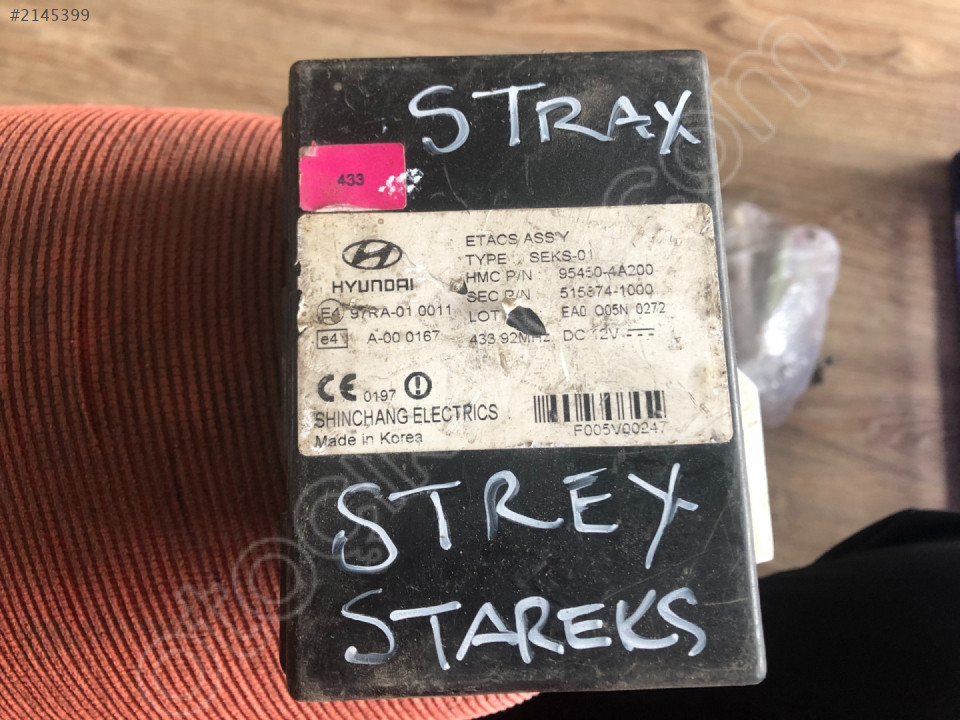 #2145399
STRAX
433
HYUNDAI
ETACS ASS'Y
TYPE SEKS-01
HMC P/N 95450-4A200
SEC P/N 515874-1000
LOT EA0 O05N 0272
433.92MHz DC 12V
E4 97RA-01 0011
e4 A-00 0167
CE 0197
SHINCHANG ELECTRICS
Made in Korea
F005V00247
STREY
STAREKS